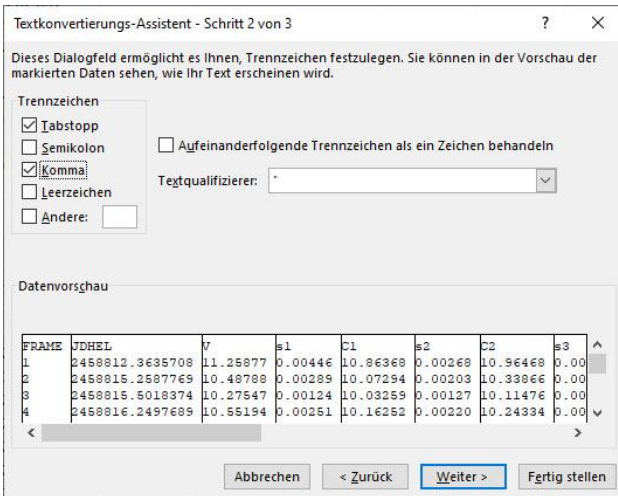 Textkonvertierungs-Assistent - Schritt 2 von 3 ? ×
Dieses Dialogfeld ermöglicht es Ihnen, Trennzeichen festzulegen. Sie können in der Vorschau der
markierten Daten sehen, wie Ihr Text erscheinen wird.
Trennzeichen
Tabstopp
Semikolon
Komma
Leerzeichen
Andere:
Aufeinanderfolgende Trennzeichen als ein Zeichen behandeln
Textqualifizierer: "
Datenvorschau
FRAME JDHEL V s1 C1 s2 C2 s3
1 2458812.3635708 11.25877 0.00446 10.86368 0.00268 10.96468 0.00
2 2458815.2587769 10.48788 0.00289 10.07294 0.00203 10.33866 0.00
3 2458815.5018374 10.27547 0.00124 10.03259 0.00127 10.11476 0.00
4 2458816.2497689 10.55194 0.00251 10.16252 0.00220 10.24334 0.00
Abbrechen < Zurück Weiter > Fertig stellen